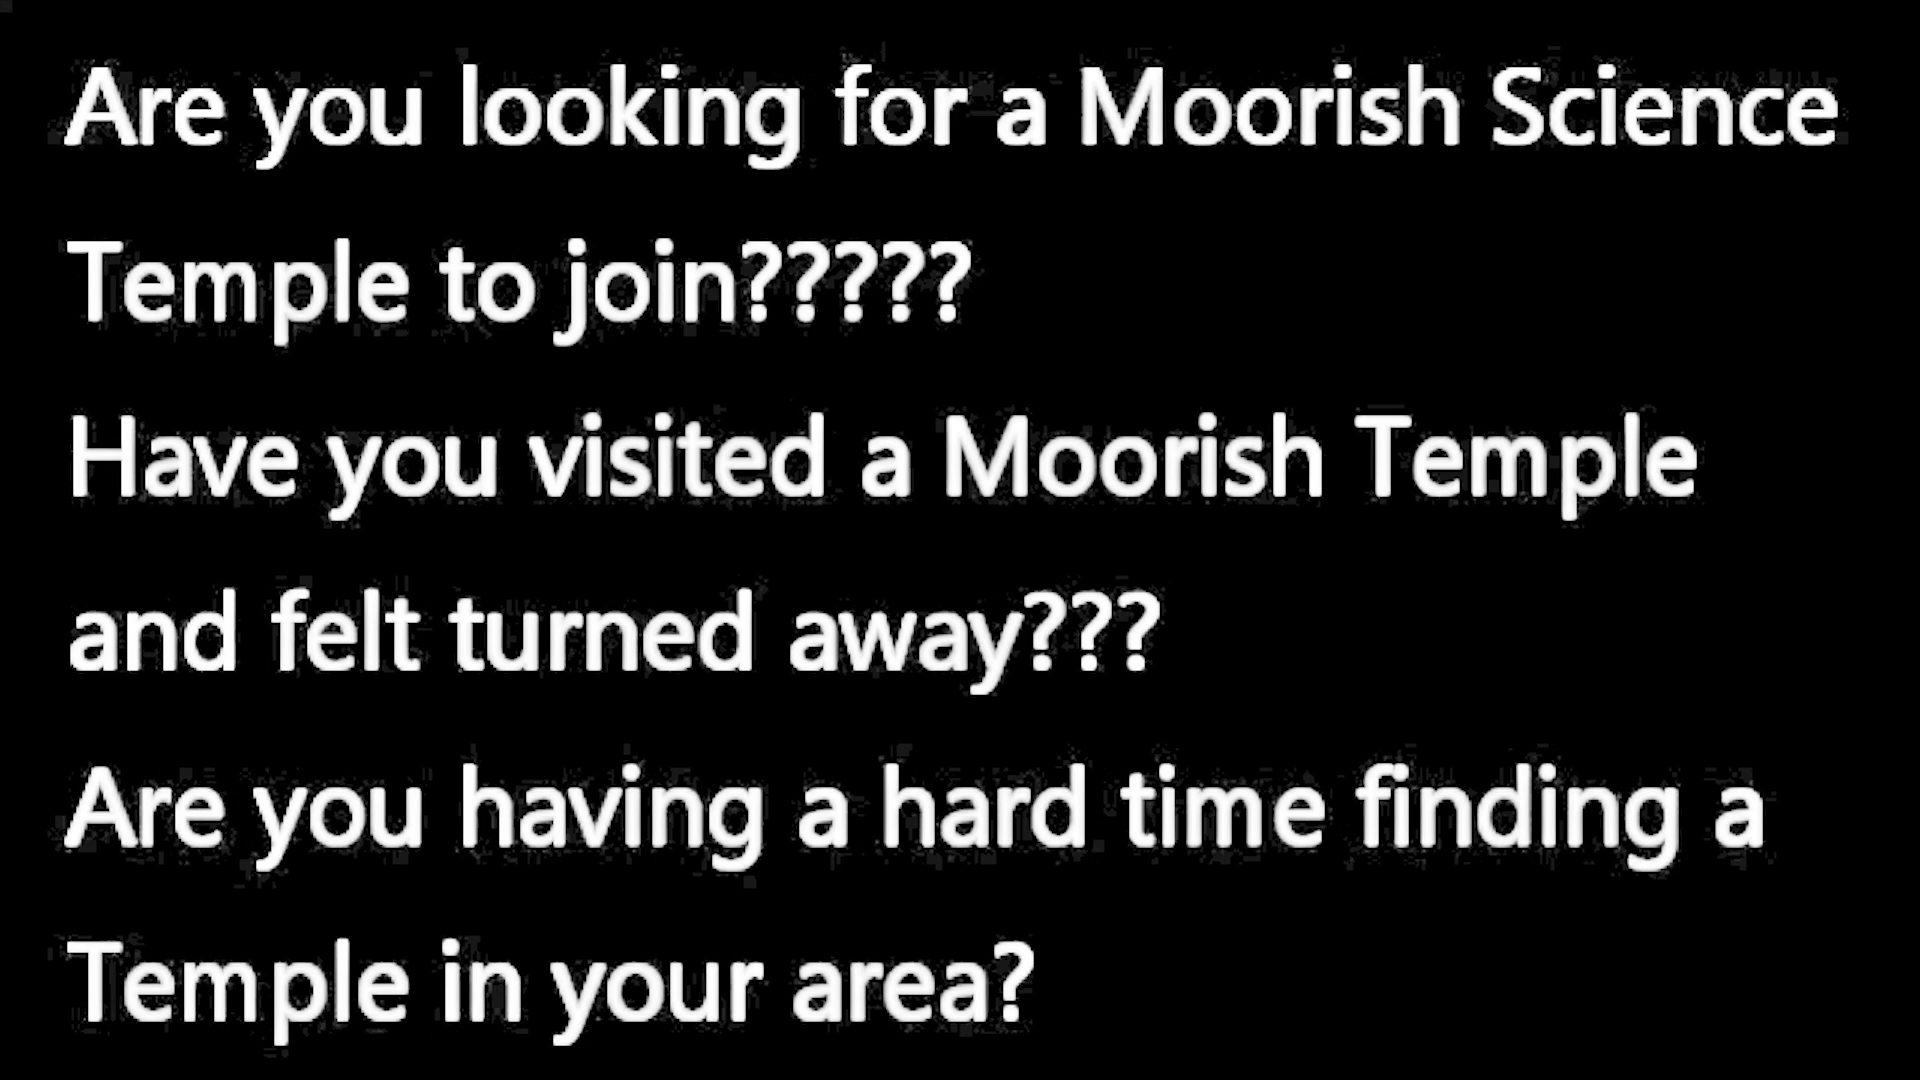 Are you looking for a Moorish Science
Temple to join?????
Have you visited a Moorish Temple
and felt turned away???
Are you having a hard time finding a
Temple in your area?